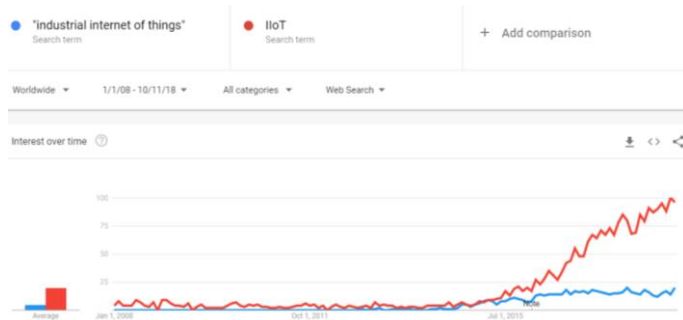 "industrial internet of things"
Search term
IIoT
Search term
+ Add comparison
Worldwide
1/1/08 - 10/11/18
All categories
Web Search
Interest over time
100
75
50
25
Note
Average
Jan 1, 2008
Oct 1, 2011
Jul 1, 2015